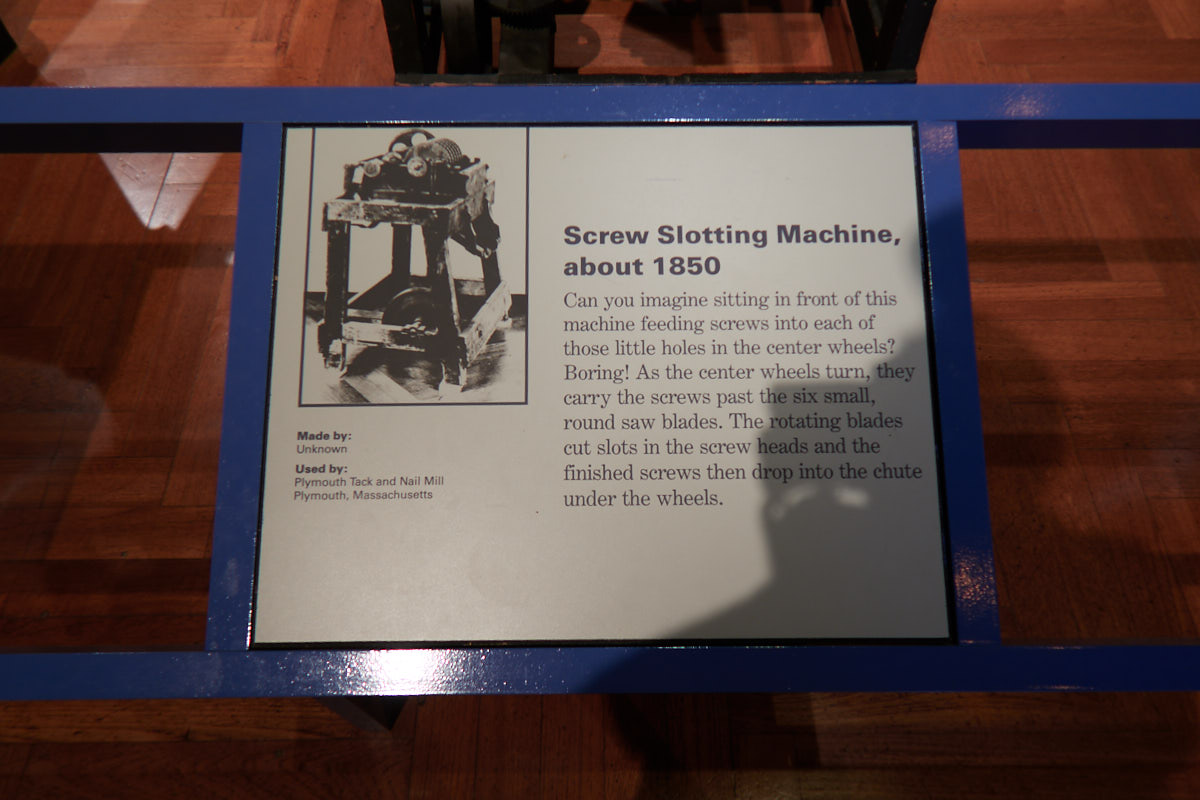 Screw Slotting Machine,
about 1850
Can you imagine sitting in front of this
machine feeding screws into each of
those little holes in the center wheels?
Boring! As the center wheels turn, they
carry the screws past the six small,
round saw blades. The rotating blades
cut slots in the screw heads and the
finished screws then drop into the chute
under the wheels.
Made by:
Unknown
Used by:
Plymouth Tack and Nail Mill
Plymouth, Massachusetts